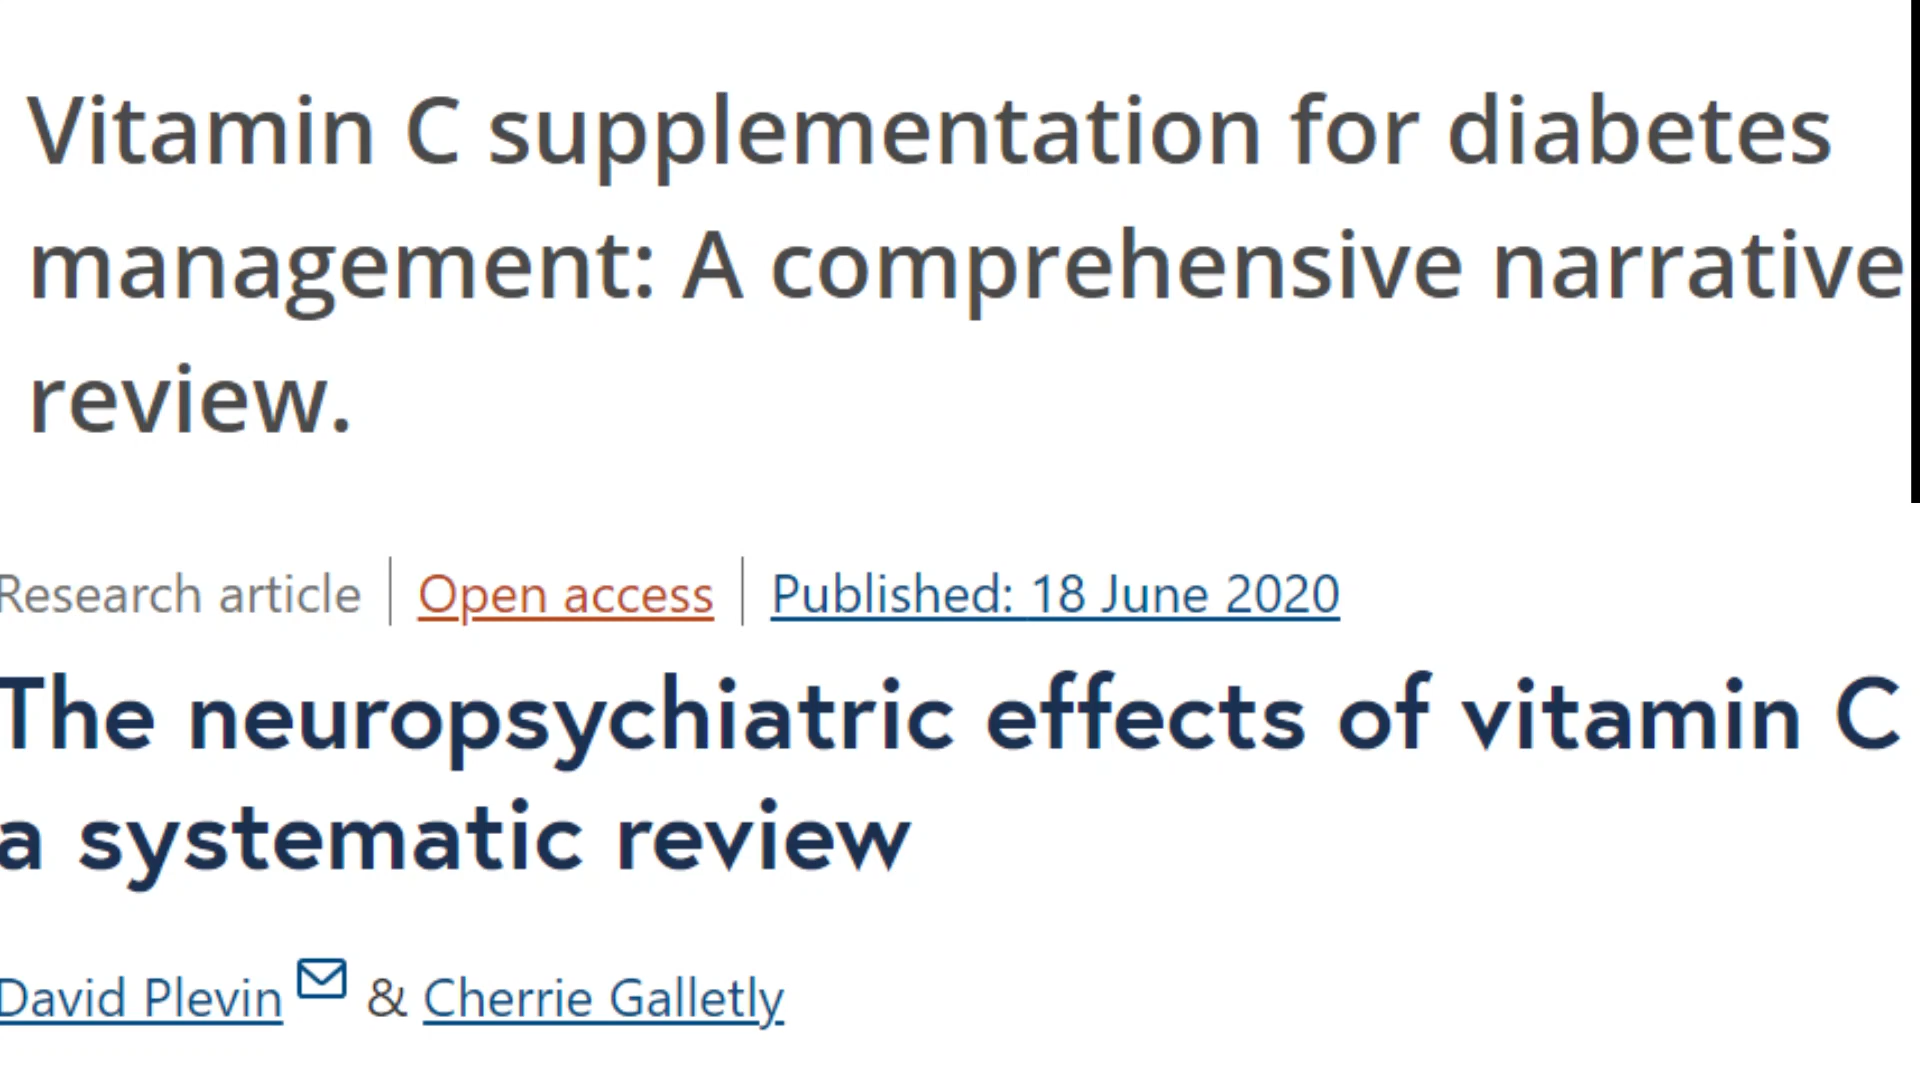 Vitamin C supplementation for diabetes
management: A comprehensive narrative
review.
Research article | Open access | Published: 18 June 2020
The neuropsychiatric effects of vitamin C
a systematic review
David Plevin & Cherrie Galletly